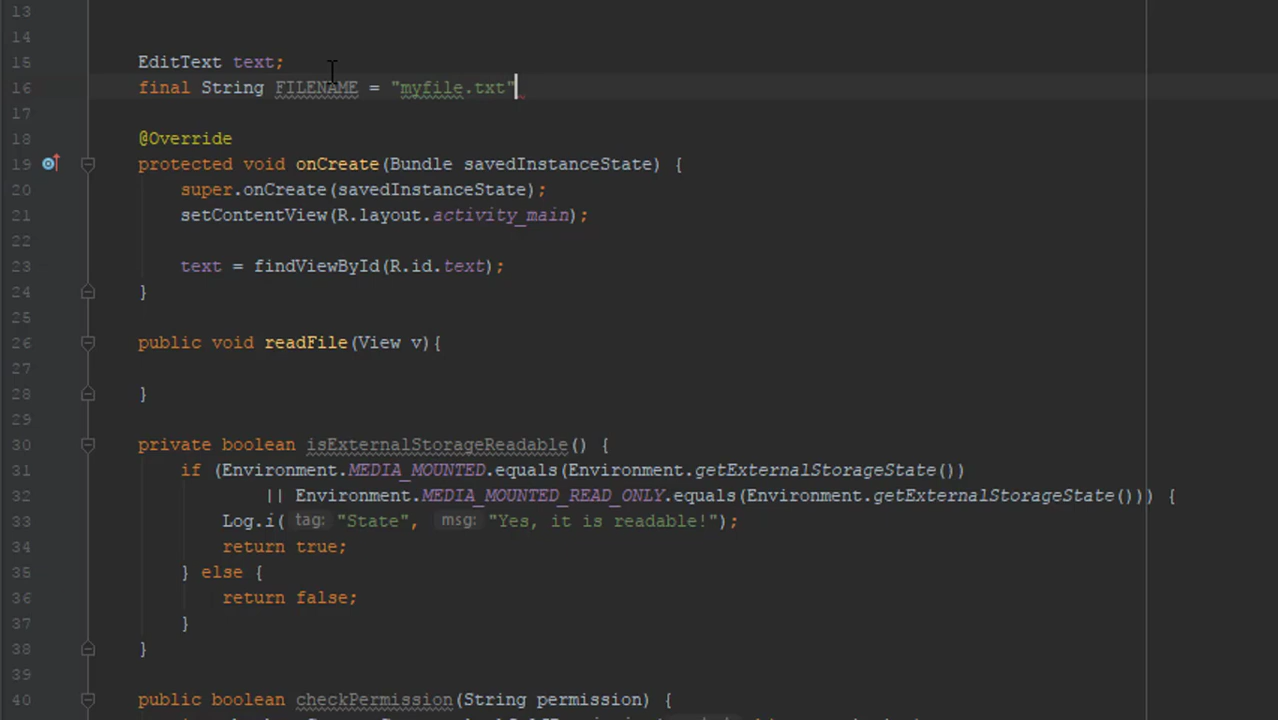 13
14
15 EditText text;
16 final String FILENAME = "myfile.txt"
17
18 @Override
19 protected void onCreate(Bundle savedInstanceState) {
20 super.onCreate(savedInstanceState);
21 setContentView(R.layout.activity_main);
22
23 text = findViewById(R.id.text);
24 }
25
26 public void readFile(View v){
27
28 }
29
30 private boolean isExternalStorageReadable() {
31 if (Environment.MEDIA_MOUNTED.equals(Environment.getExternalStorageState())
32 || Environment.MEDIA_MOUNTED_READ_ONLY.equals(Environment.getExternalStorageState())) {
33 Log.i( tag: "State", msg: "Yes, it is readable!");
34 return true;
35 } else {
36 return false;
37 }
38 }
39
40 public boolean checkPermission(String permission) {